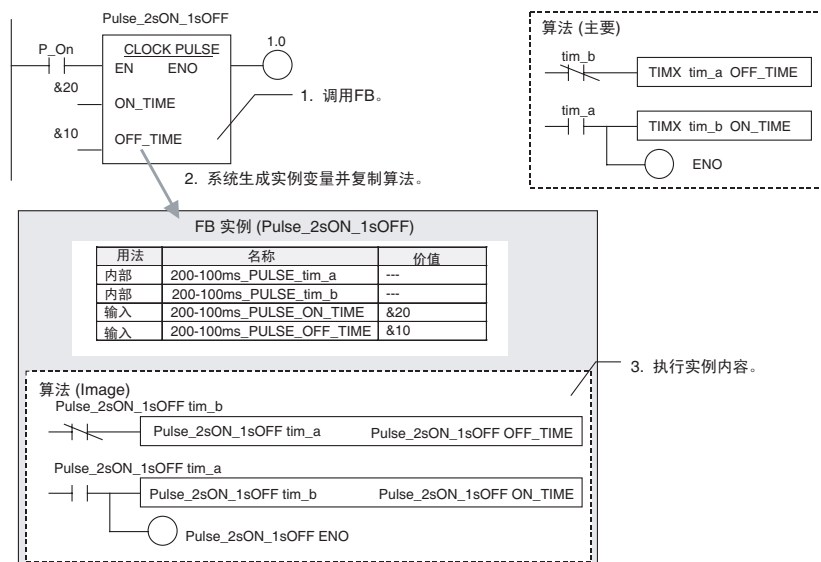 Pulse_2sON_1sOFF
P_On
CLOCK PULSE
1.0
EN ENO
&20
ON_TIME
1. 调用FB。
&10
OFF_TIME
2. 系统生成实例变量并复制算法。
算法 (主要)
tim_b
TIMX tim_a OFF_TIME
tim_a
TIMX tim_b ON_TIME
ENO
FB 实例 (Pulse_2sON_1sOFF)
用法 名称 价值
内部 200-100ms_PULSE_tim_a ---
内部 200-100ms_PULSE_tim_b ---
输入 200-100ms_PULSE_ON_TIME &20
输入 200-100ms_PULSE_OFF_TIME &10
3. 执行实例内容。
算法 (Image)
Pulse_2sON_1sOFF tim_b
Pulse_2sON_1sOFF tim_a Pulse_2sON_1sOFF OFF_TIME
Pulse_2sON_1sOFF tim_a
Pulse_2sON_1sOFF tim_b Pulse_2sON_1sOFF ON_TIME
Pulse_2sON_1sOFF ENO